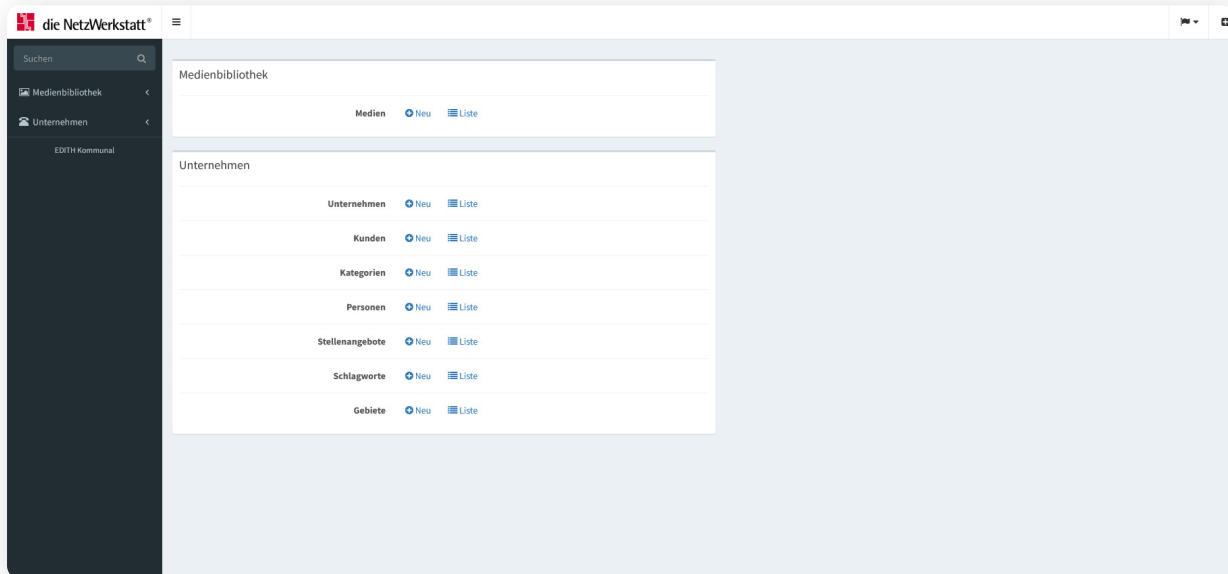 die NetzWerkstatt®
Suchen
Medienbibliothek
Unternehmen
EDITH Kommunal
Medienbibliothek
Medien Neu Liste
Unternehmen
Unternehmen Neu Liste
Kunden Neu Liste
Kategorien Neu Liste
Personen Neu Liste
Stellenangebote Neu Liste
Schlagworte Neu Liste
Gebiete Neu Liste